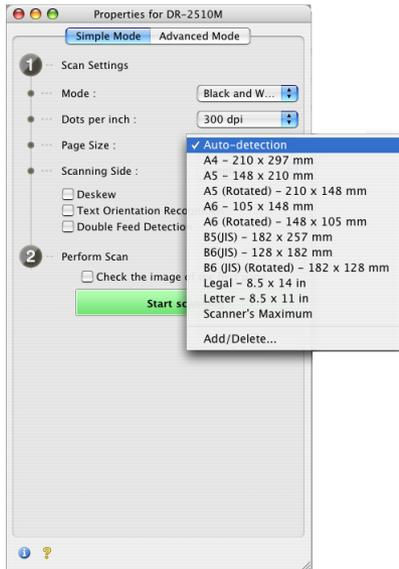 Properties for DR-2510M
Simple Mode Advanced Mode
1 Scan Settings
Mode : Black and W...
Dots per inch : 300 dpi
Page Size :
✓ Auto-detection
A4 – 210 x 297 mm
A5 – 148 x 210 mm
A5 (Rotated) – 210 x 148 mm
A6 – 105 x 148 mm
A6 (Rotated) – 148 x 105 mm
B5(JIS) – 182 x 257 mm
B6(JIS) – 128 x 182 mm
B6 (JIS) (Rotated) – 182 x 128 mm
Legal – 8.5 x 14 in
Letter – 8.5 x 11 in
Scanner's Maximum
Add/Delete...
Scanning Side :
Deskew
Text Orientation Reco
Double Feed Detectio
2 Perform Scan
Check the image
Start sc